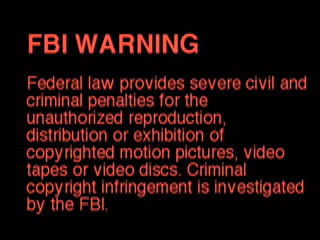 FBI WARNING
Federal law provides severe civil and
criminal penalties for the
unauthorized reproduction,
distribution or exhibition of
copyrighted motion pictures, video
tapes or video discs. Criminal
copyright infringement is investigated
by the FBI.